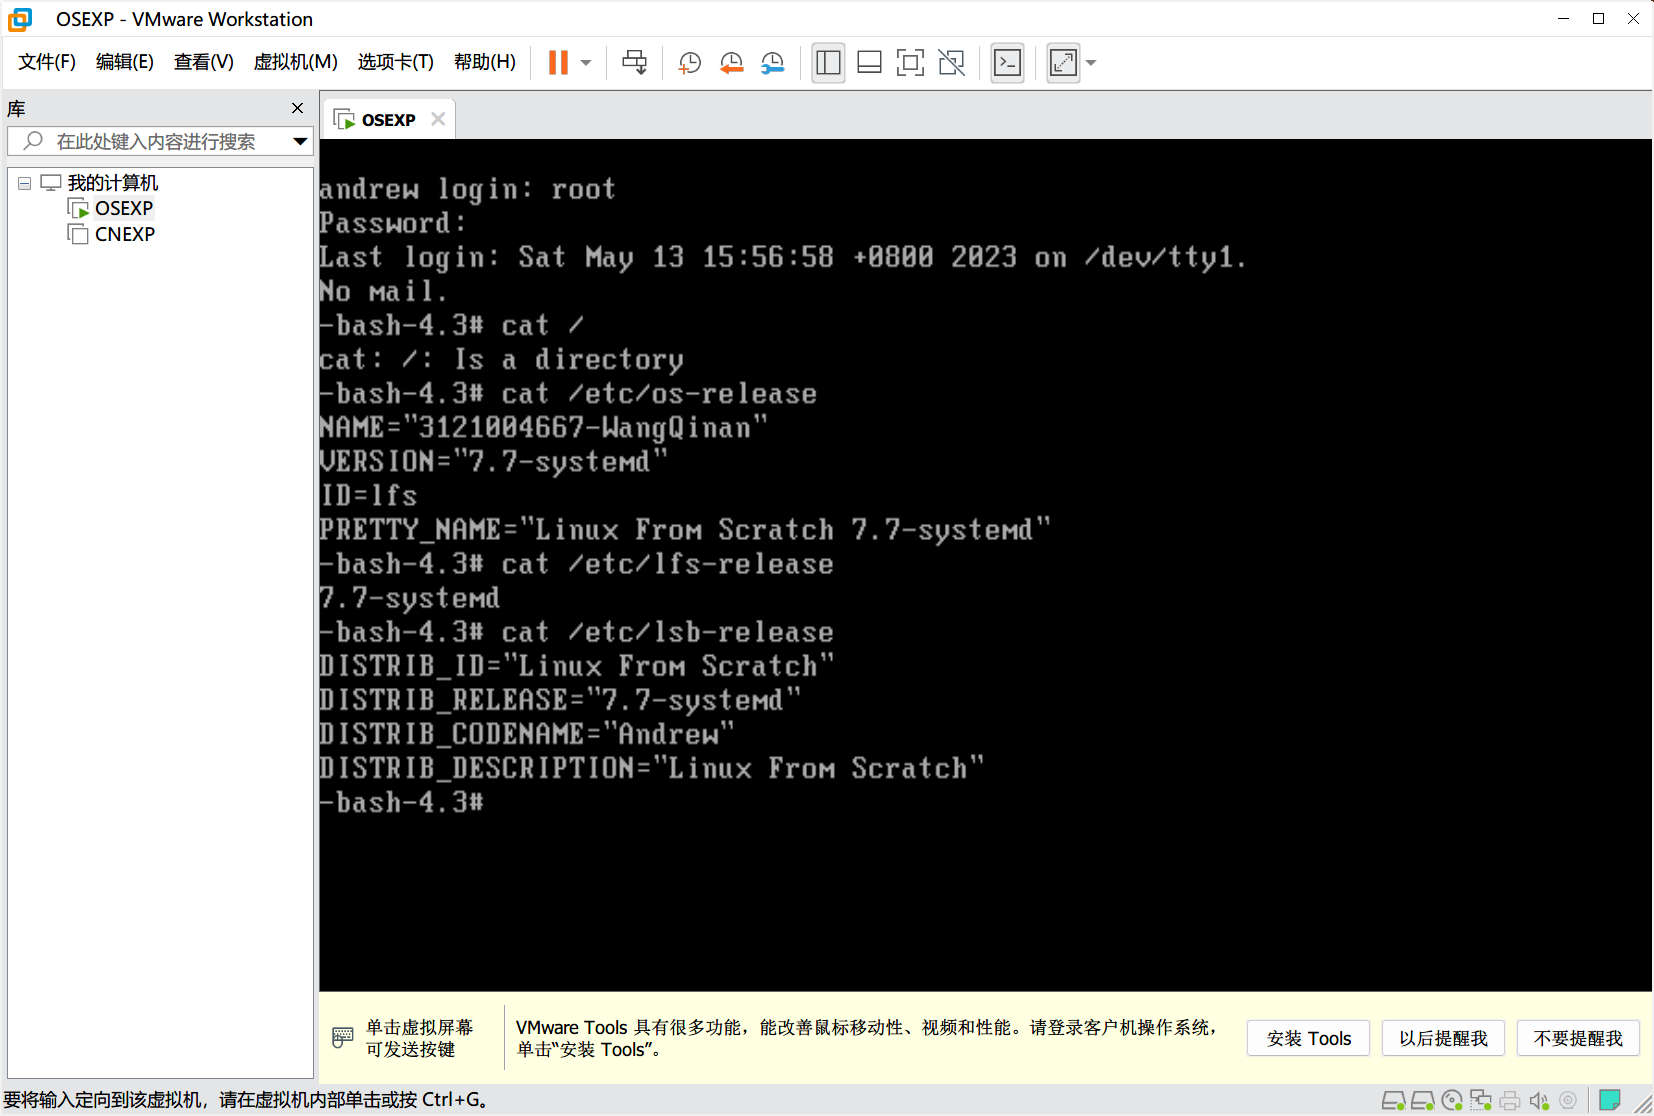 OSEXP - VMware Workstation
文件(F) 编辑(E) 查看(V) 虚拟机(M) 选项卡(T) 帮助(H)
库
在此处键入内容进行搜索
我的计算机
OSEXP
CNEXP
OSEXP
andrew login: root
Password:
Last login: Sat May 13 15:56:58 +0800 2023 on /dev/tty1.
No mail.
-bash-4.3# cat /
cat: /: Is a directory
-bash-4.3# cat /etc/os-release
NAME="3121004667-WangQinan"
VERSION="7.7-systemd"
ID=lfs
PRETTY_NAME="Linux From Scratch 7.7-systemd"
-bash-4.3# cat /etc/lfs-release
7.7-systemd
-bash-4.3# cat /etc/lsb-release
DISTRIB_ID="Linux From Scratch"
DISTRIB_RELEASE="7.7-systemd"
DISTRIB_CODENAME="Andrew"
DISTRIB_DESCRIPTION="Linux From Scratch"
-bash-4.3#
单击虚拟屏幕
可发送按键
VMware Tools 具有很多功能，能改善鼠标移动性、视频和性能。请登录客户机操作系统，
单击“安装 Tools”。
安装 Tools
以后提醒我
不要提醒我
要将输入定向到该虚拟机，请在虚拟机内部单击或按 Ctrl+G。